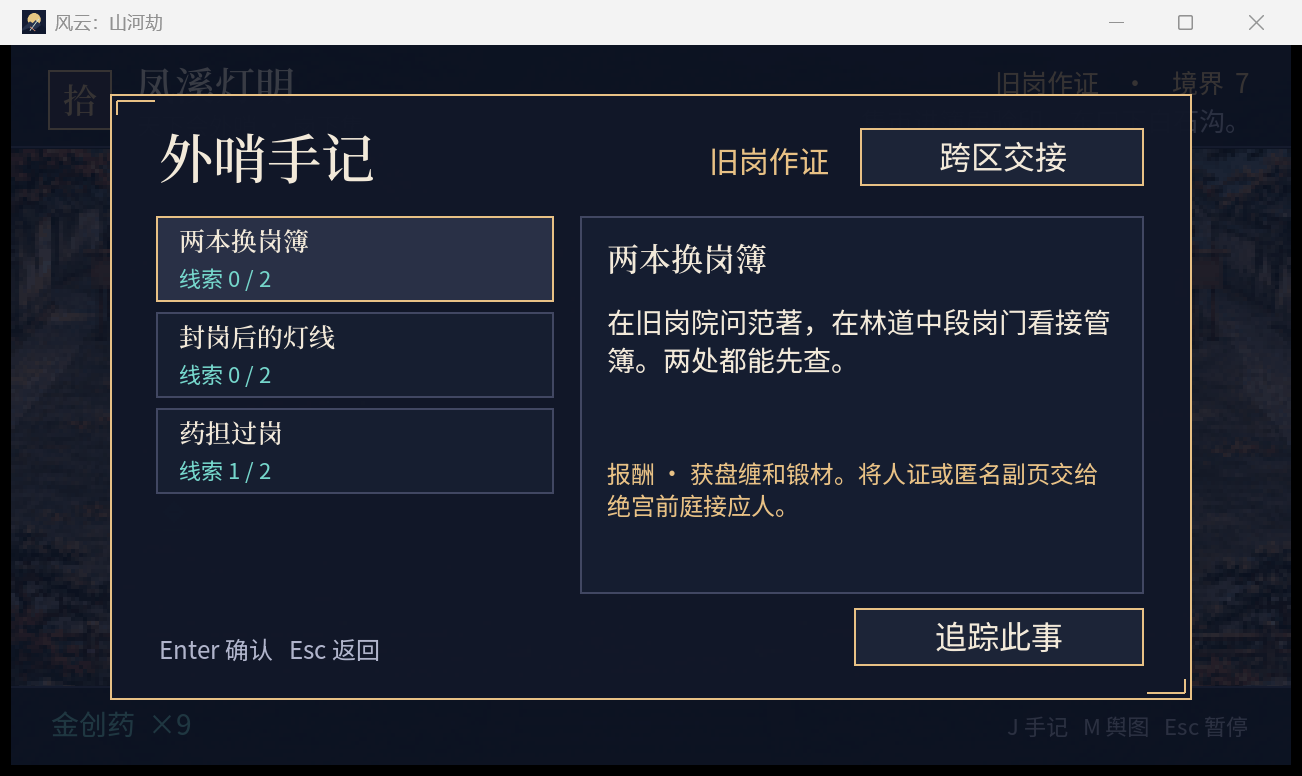 风云：山河劫
拾
凤溪灯明
旧岗作证 · 境界 7
石沟。
外哨手记
旧岗作证
跨区交接
两本换岗簿
线索 0 / 2
封岗后的灯线
线索 0 / 2
药担过岗
线索 1 / 2
两本换岗簿
在旧岗院问范著，在林道中段岗门看接管
簿。两处都能先查。
报酬 · 获盘缠和锻材。将人证或匿名副页交给
绝宫前庭接应人。
追踪此事
Enter 确认 Esc 返回
金创药 ×9
J 手记 M 舆图 Esc 暂停